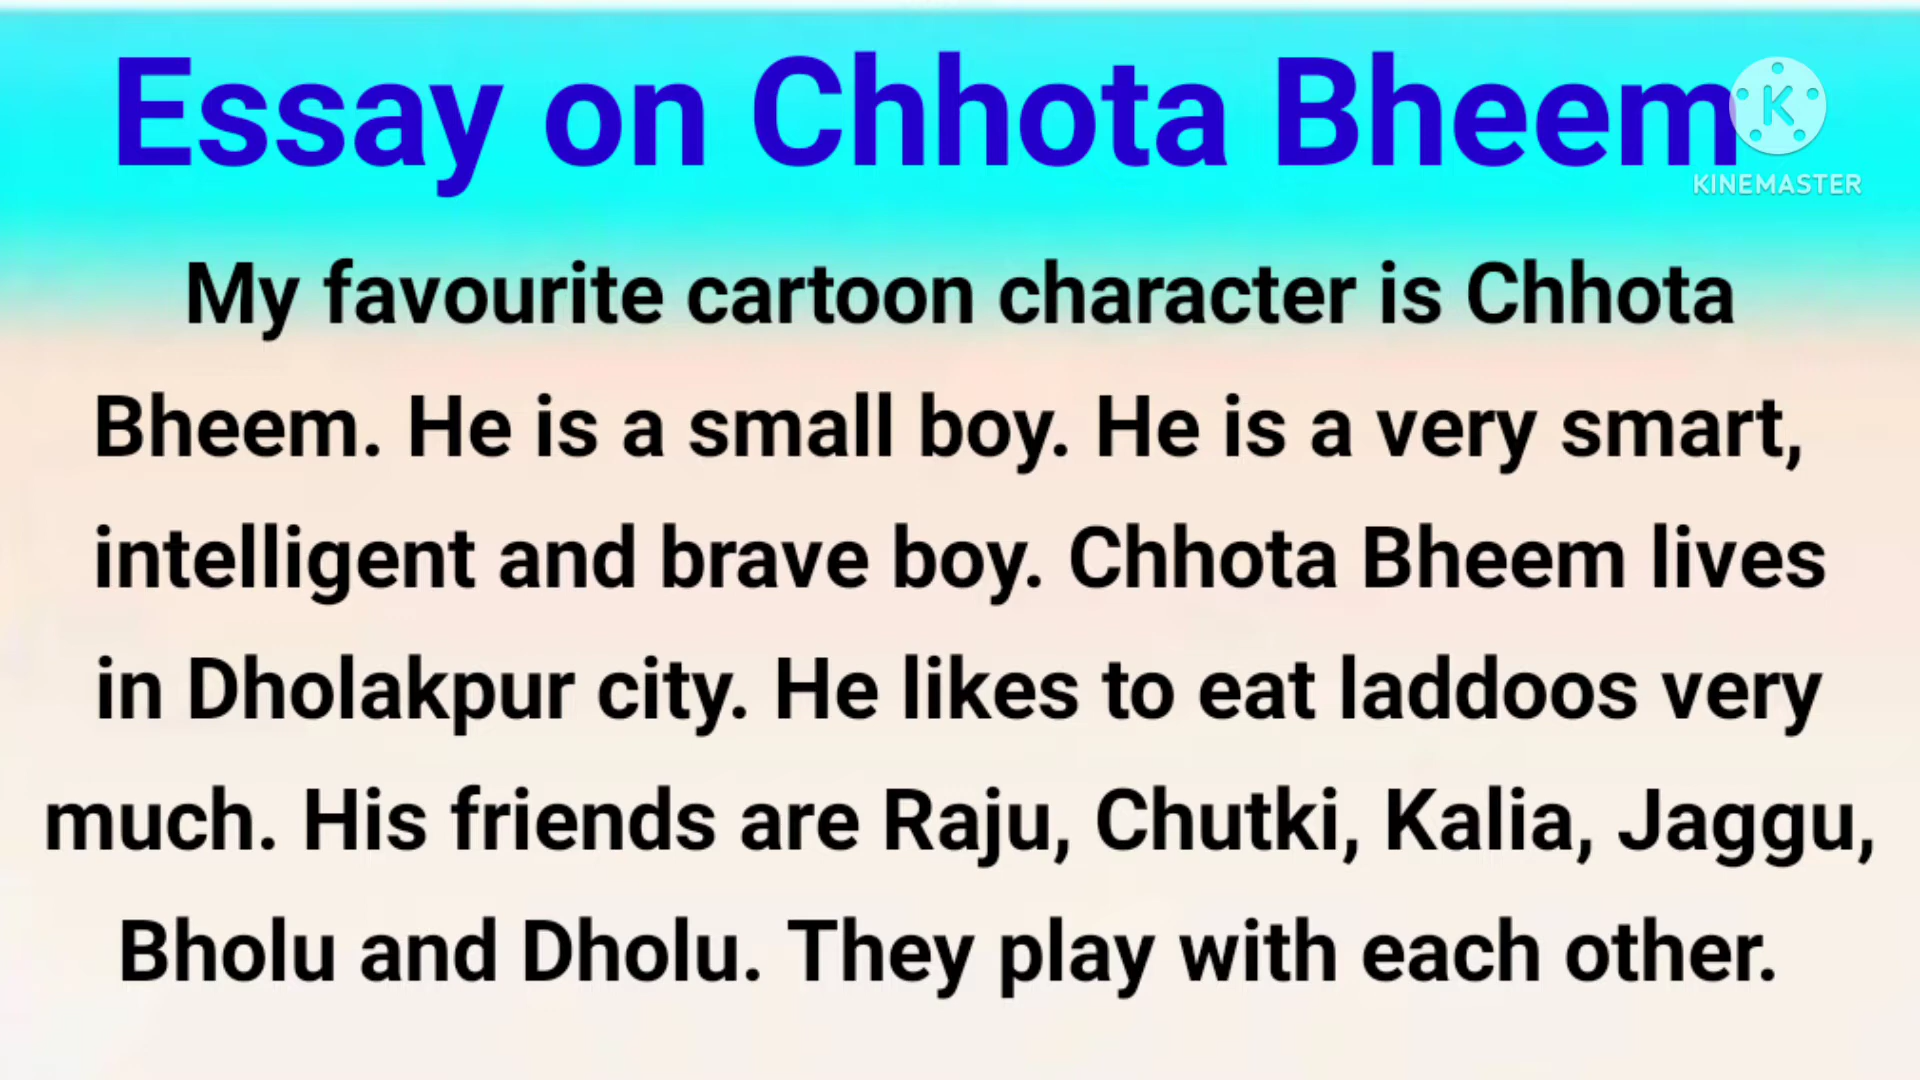 Essay on Chhota Bheem
K
KINEMASTER
My favourite cartoon character is Chhota
Bheem. He is a small boy. He is a very smart,
intelligent and brave boy. Chhota Bheem lives
in Dholakpur city. He likes to eat laddoos very
much. His friends are Raju, Chutki, Kalia, Jaggu,
Bholu and Dholu. They play with each other.